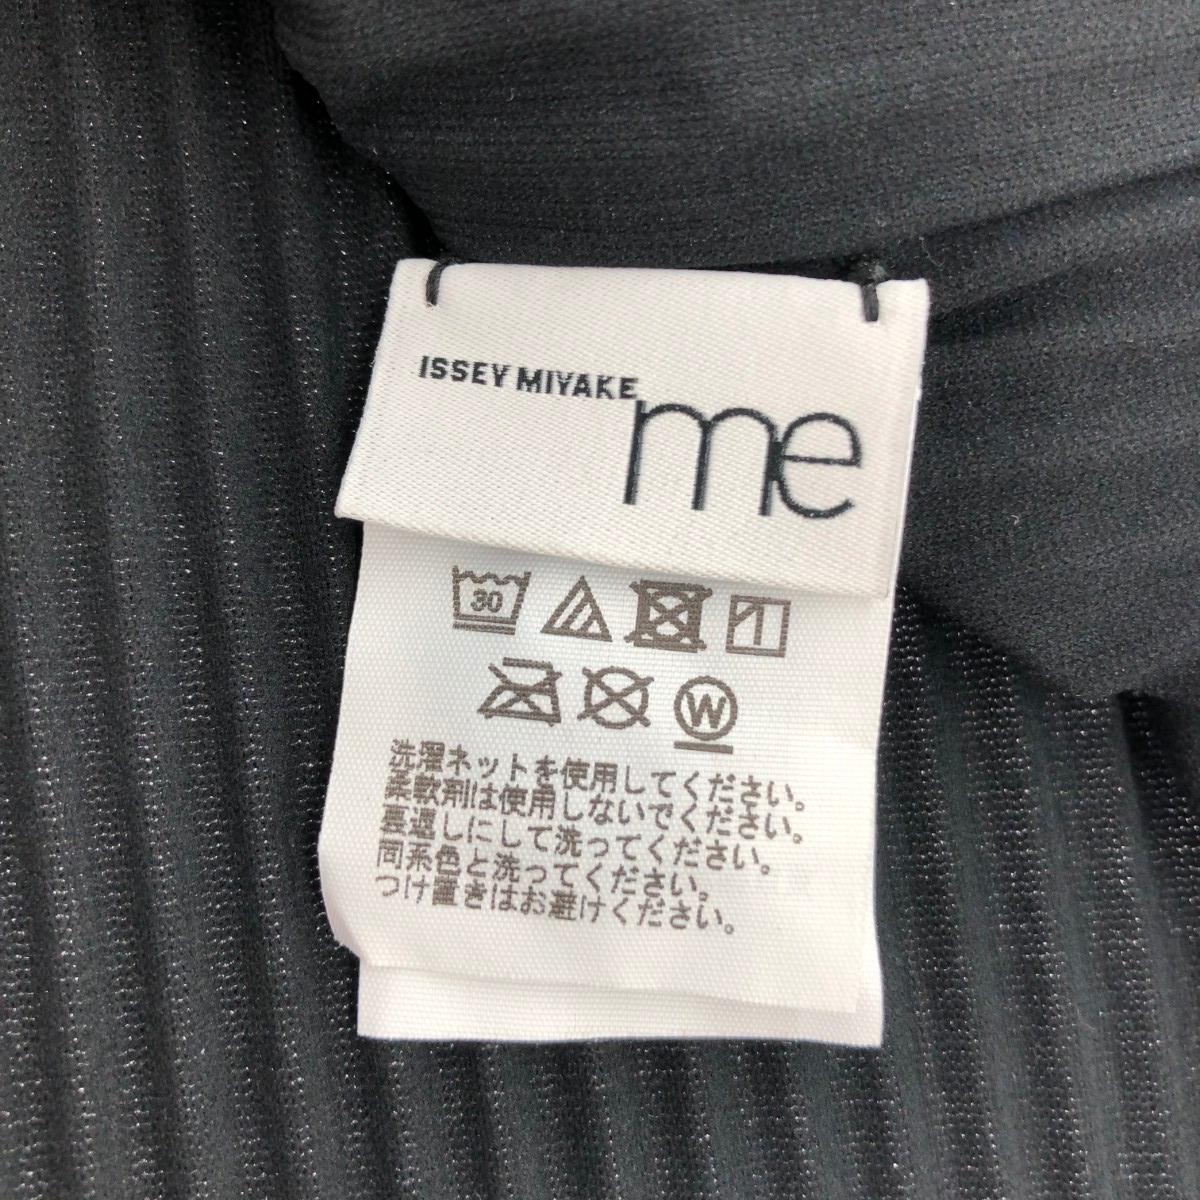 ISSEY MIYAKE
me
30
W
洗濯ネットを使用してください。
柔軟剤は使用しないでください。
裏返しにして洗ってください。
同系色と洗ってください。
つけ置きはお避けください。